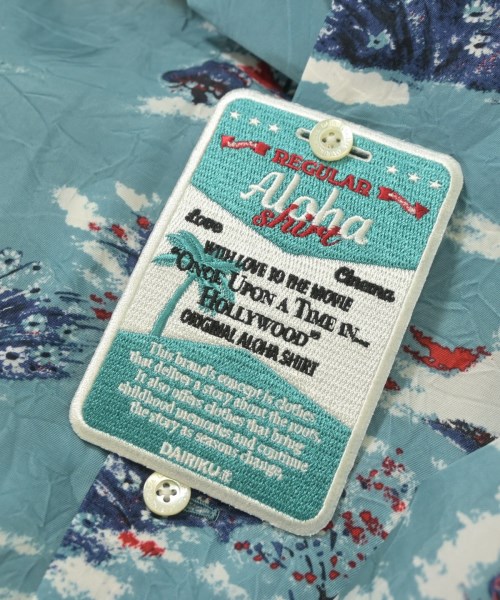 REGULAR
Aloha
shirt
Love
Cinema
WITH LOVE TO THE MOVIE
"ONCE UPON A TIME IN...
HOLLYWOOD"
ORIGINAL ALOHA SHIRT
This brand's concept is clothes
that deliver a story about the roots.
It also offers clothes that bring
childhood memories and continue
the story as seasons change.
DAIRIKU.it